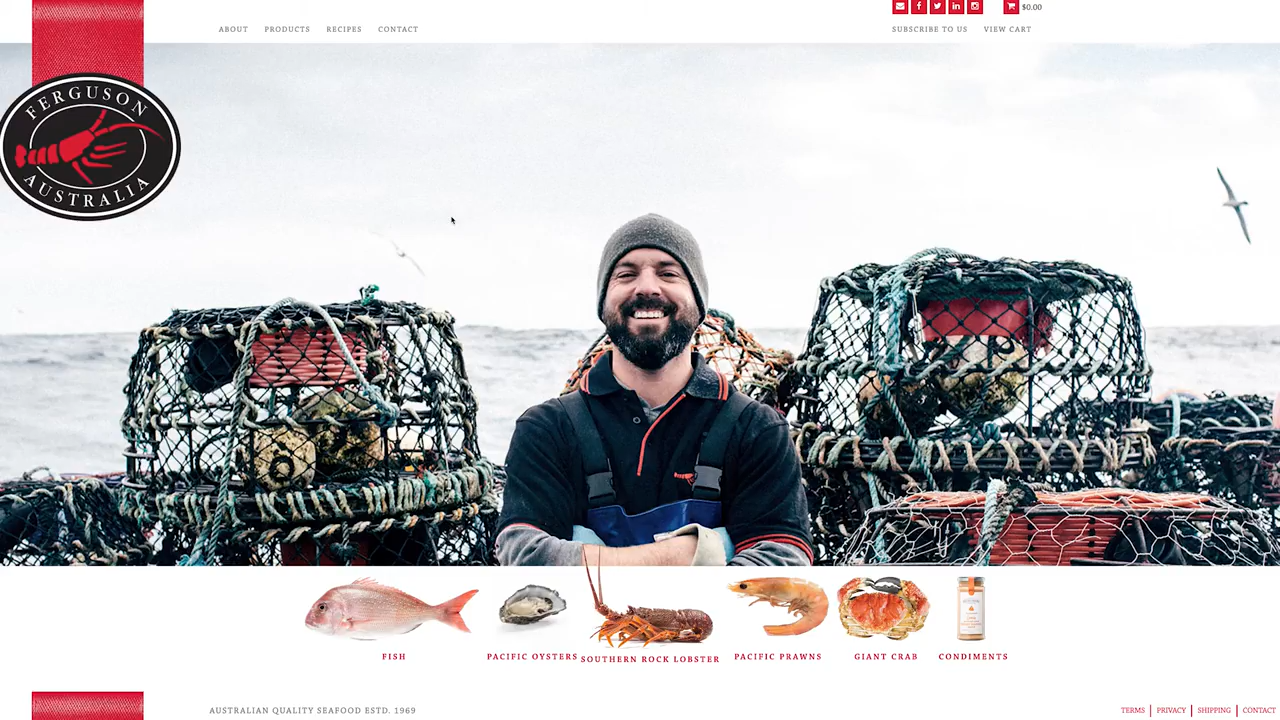 $0.00
ABOUT PRODUCTS RECIPES CONTACT
SUBSCRIBE TO US VIEW CART
FERGUSON
AUSTRALIA
FISH
PACIFIC OYSTERS
SOUTHERN ROCK LOBSTER
PACIFIC PRAWNS
GIANT CRAB
CONDIMENTS
AUSTRALIAN QUALITY SEAFOOD ESTD. 1969
TERMS | PRIVACY | SHIPPING | CONTACT